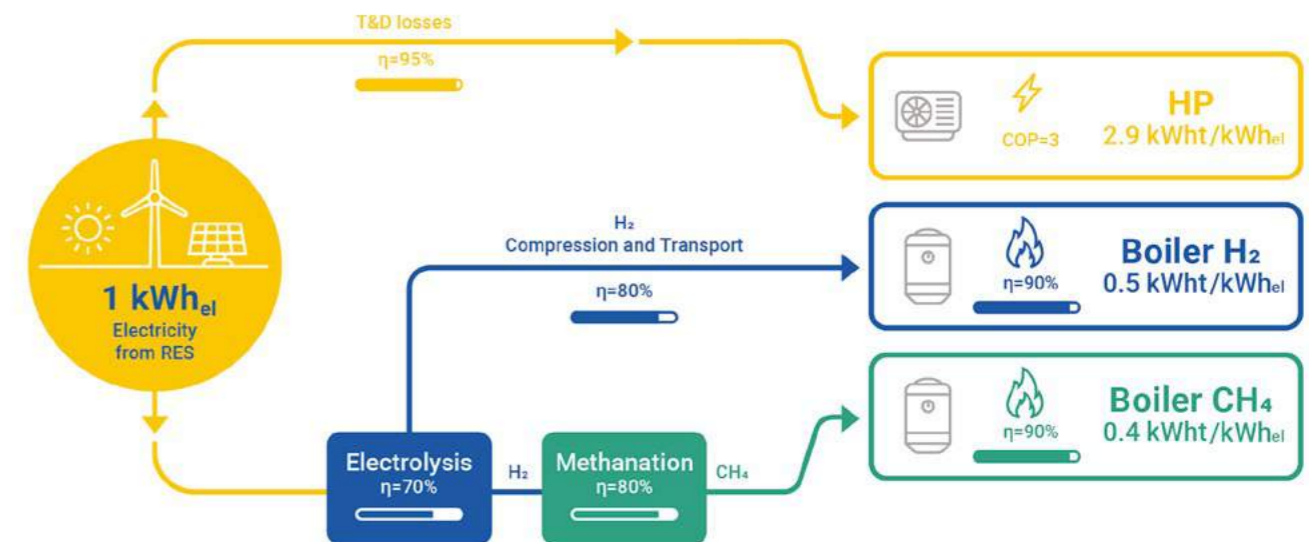 T&D losses
η=95%
HP
COP=3
2.9 kWht/kWhₑₗ
1 kWhₑₗ
Electricity
from RES
H₂
Compression and Transport
η=80%
Boiler H₂
η=90%
0.5 kWht/kWhₑₗ
Electrolysis
η=70%
H₂
Methanation
η=80%
CH₄
Boiler CH₄
η=90%
0.4 kWht/kWhₑₗ